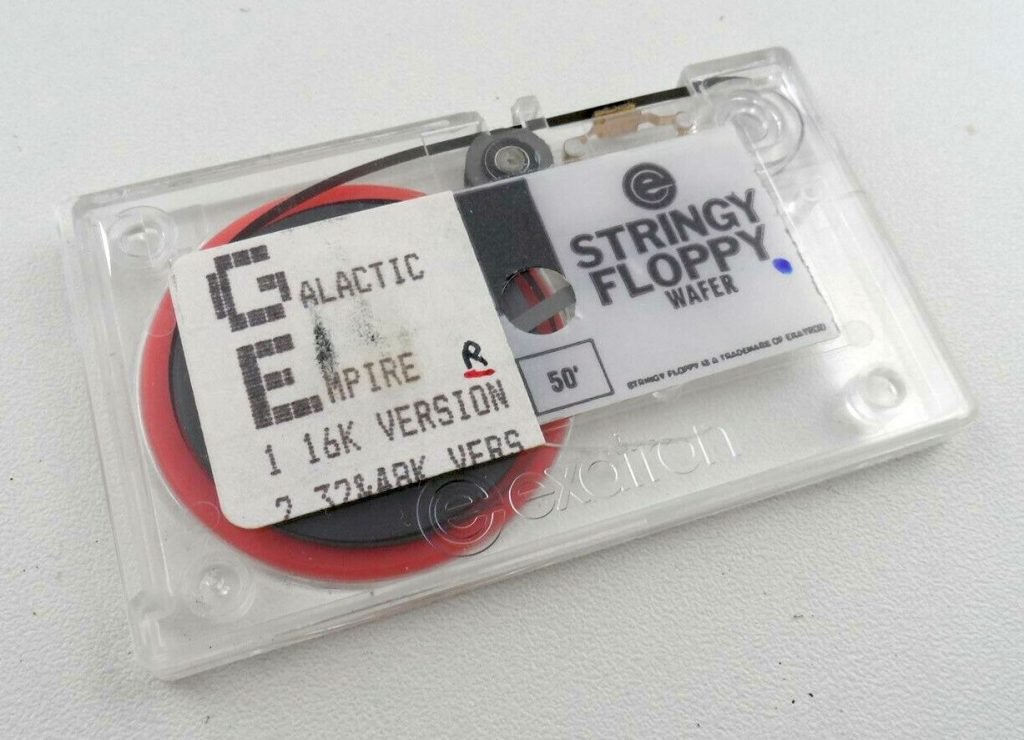 GALACTIC
EMPIRE R
1 16K VERSION
2 32&48K VERS
e
STRINGY
FLOPPY
WAFER
50'
STRINGY FLOPPY IS A TRADEMARK OF EXATRON
e exatron